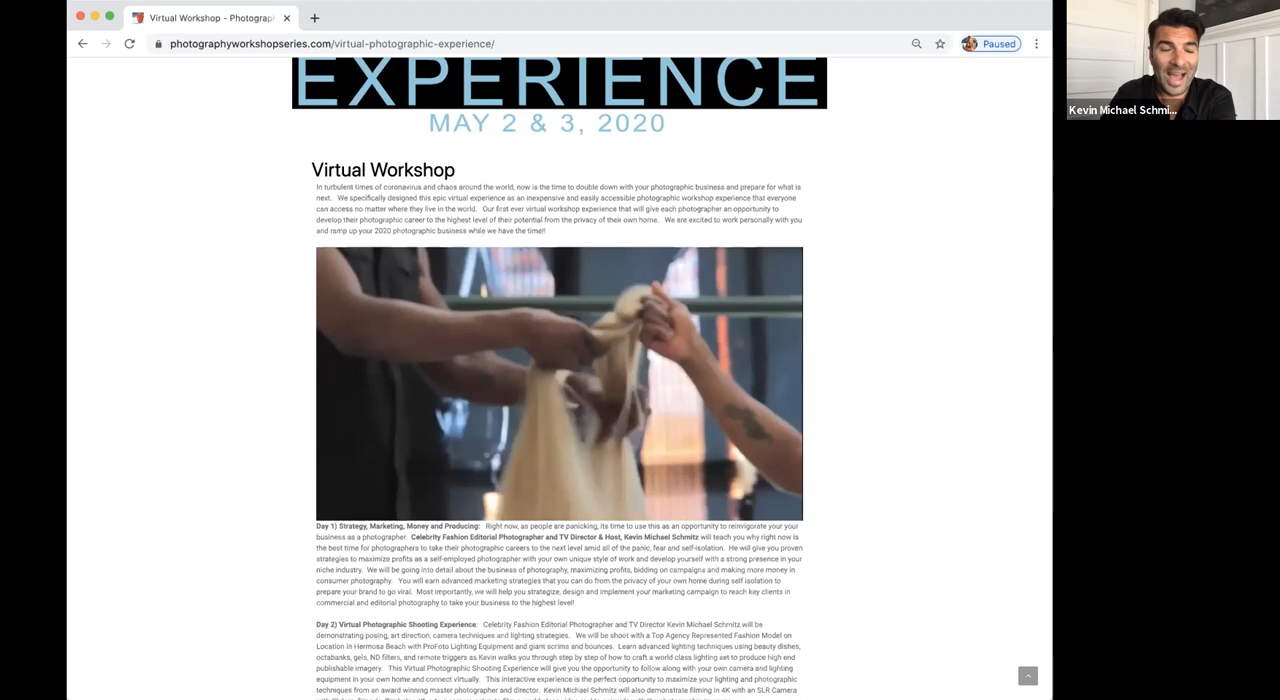 Virtual Workshop - Photograph
photographyworkshopseries.com/virtual-photographic-experience/
Paused
Kevin Michael Schmi...
EXPERIENCE
MAY 2 & 3, 2020
Virtual Workshop
In turbulent times of coronavirus and chaos around the world, now is the time to double down with your photographic business and prepare for what is
next. We specifically designed this epic virtual experience as an inexpensive and easily accessible photographic workshop experience that everyone
can access no matter where they live in the world. Our first ever virtual workshop experience that will give each photographer an opportunity to
develop their photographic career to the highest level of their potential from the privacy of their own home. We are excited to work personally with you
and ramp up your 2020 photographic business while we have the time!!
Day 1) Strategy, Marketing, Money and Producing: Right now, as people are panicking, its time to use this as an opportunity to reinvigorate your your
business as a photographer. Celebrity Fashion Editorial Photographer and TV Director & Host, Kevin Michael Schmitz will teach you why right now is
the best time for photographers to take their photographic careers to the next level amid all of the panic, fear and self-isolation. He will give you proven
strategies to maximize profits as a self-employed photographer with your own unique style of work and develop yourself with a strong presence in your
niche industry. We will be going into detail about the business of photography, maximizing profits, bidding on campaigns and making more money in
consumer photography. You will earn advanced marketing strategies that you can do from the privacy of your own home during self isolation to
prepare your brand to go viral. Most importantly, we will help you strategize, design and implement your marketing campaign to reach key clients in
commercial and editorial photography to take your business to the highest level!
Day 2) Virtual Photographic Shooting Experience: Celebrity Fashion Editorial Photographer and TV Director Kevin Michael Schmitz will be
demonstrating posing, art direction, camera techniques and lighting strategies. We will be shoot with a Top Agency Represented Fashion Model on
Location in Hermosa Beach with ProFoto Lighting Equipment and giant scrims and bounces. Learn advanced lighting techniques using beauty dishes,
octabanks, gels, ND filters, and remote triggers as Kevin walks you through step by step of how to craft a world class lighting set to produce high end
publishable imagery. This Virtual Photographic Shooting Experience will give you the opportunity to follow along with your own camera and lighting
equipment in your own home and connect virtually. This interactive experience is the perfect opportunity to maximize your lighting and photographic
techniques from an award winning master photographer and director. Kevin Michael Schmitz will also demonstrate filming in 4K with an SLR Camera